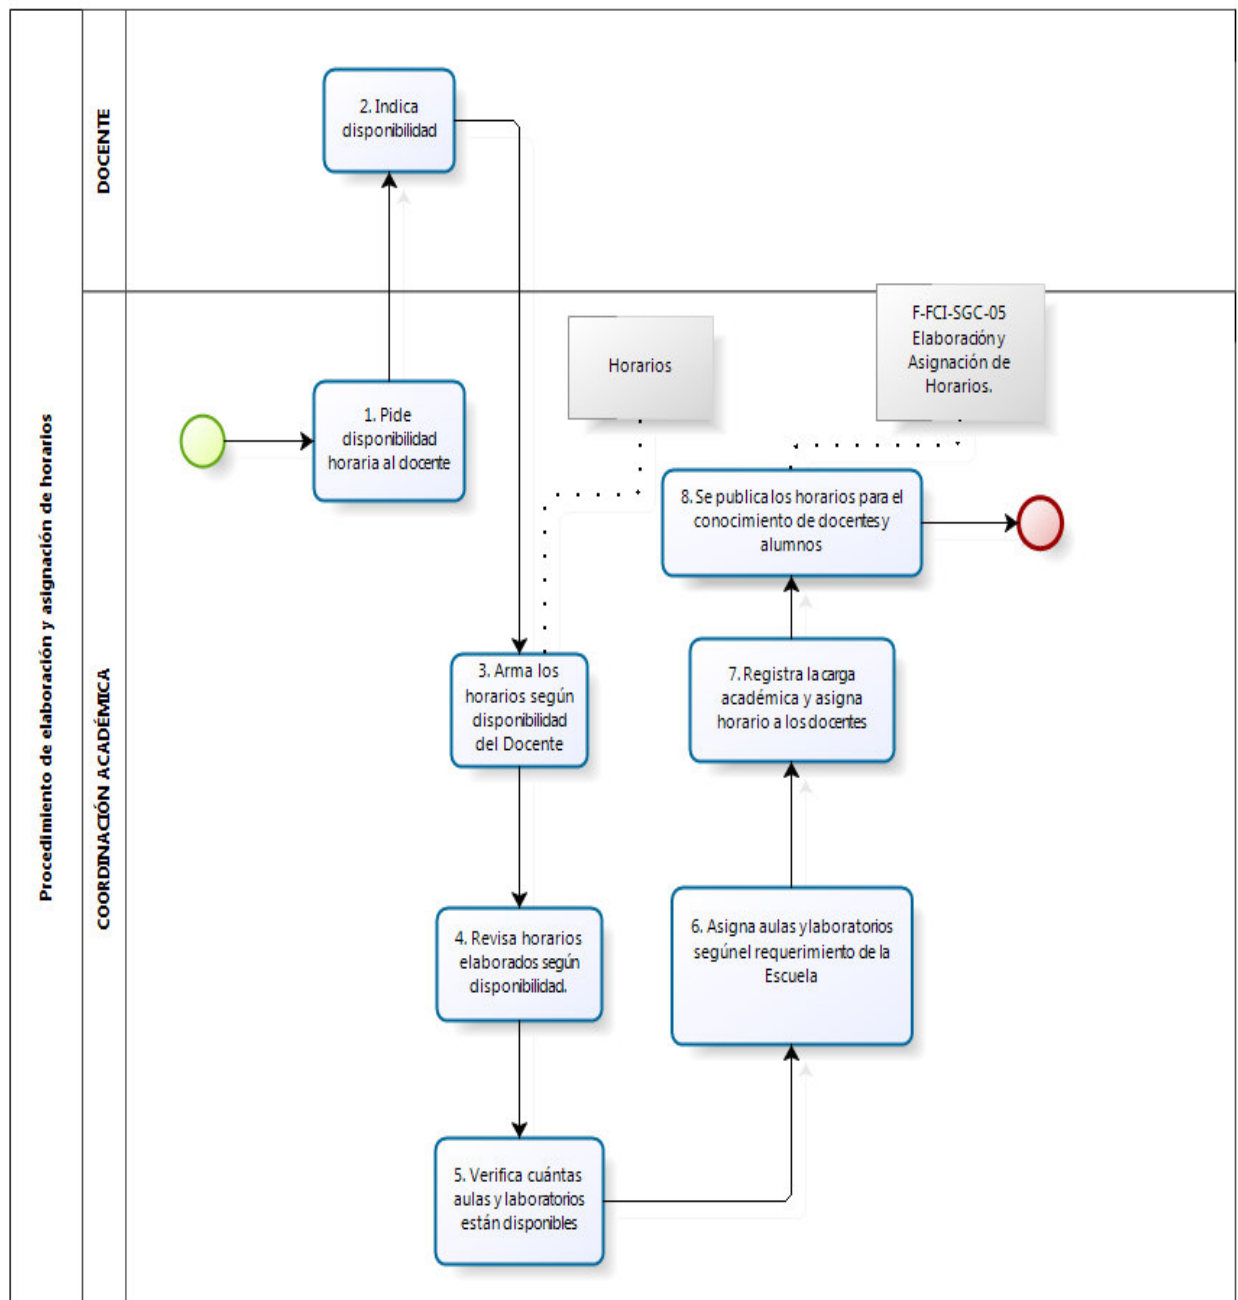 Procedimiento de elaboración y asignación de horarios
DOCENTE
2. Indica
disponibilidad
COORDINACIÓN ACADÉMICA
1. Pide
disponibilidad
horaria al docente
Horarios
F-FCI-SGC-05
Elaboración y
Asignación de
Horarios.
3. Arma los
horarios según
disponibilidad
del Docente
4. Revisa horarios
elaborados según
disponibilidad.
5. Verifica cuántas
aulas y laboratorios
están disponibles
6. Asigna aulas y laboratorios
según el requerimiento de la
Escuela
7. Registra la carga
académica y asigna
horario a los docentes
8. Se publica los horarios para el
conocimiento de docentes y
alumnos